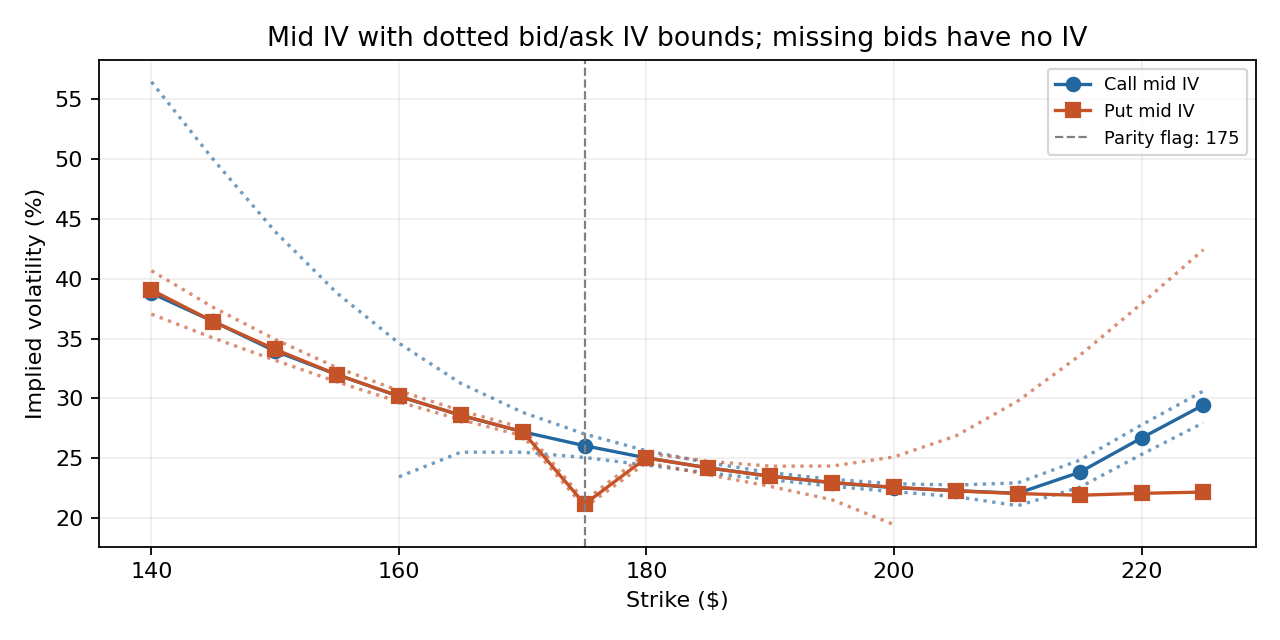 Mid IV with dotted bid/ask IV bounds; missing bids have no IV
Call mid IV
Put mid IV
Parity flag: 175
Implied volatility (%)
55
50
45
40
35
30
25
20
140
160
180
200
220
Strike ($)